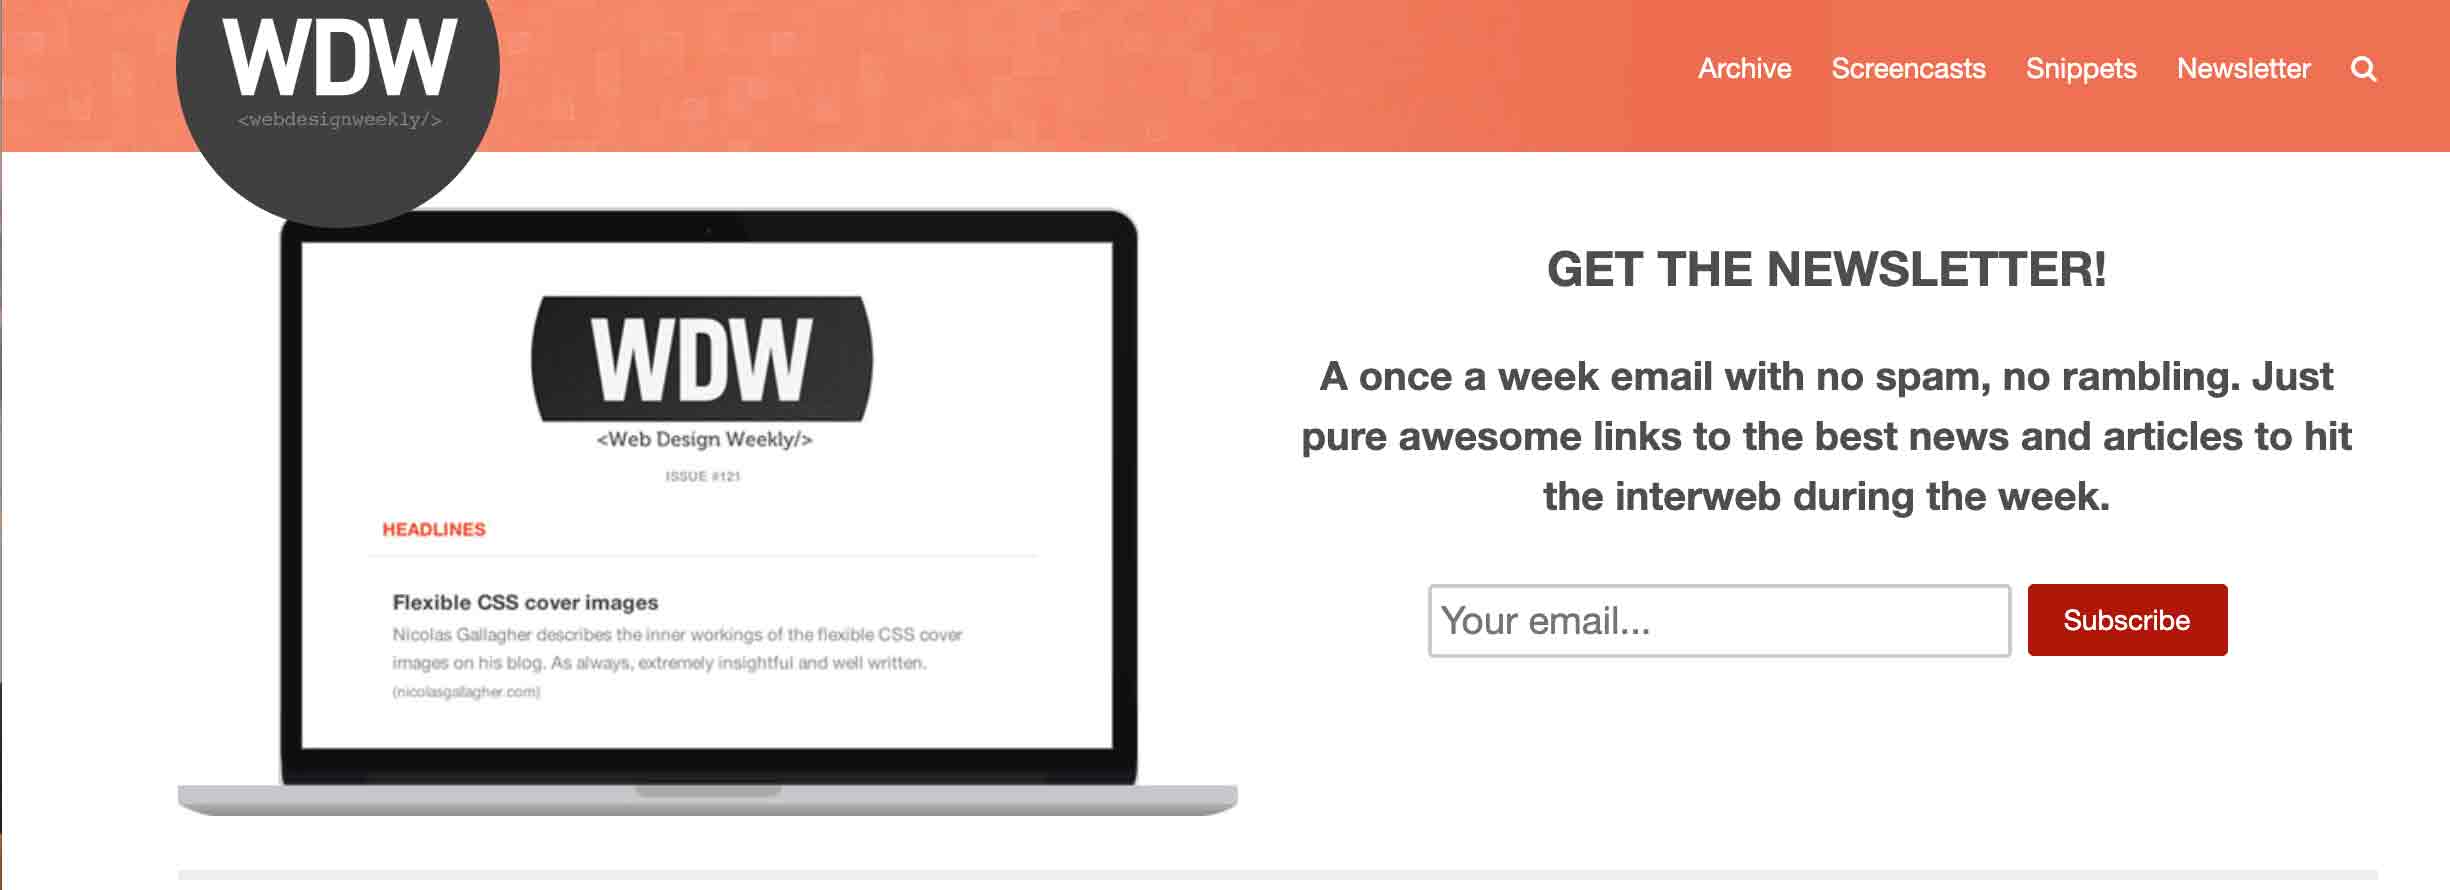 WDW
<webdesignweekly/>
Archive Screencasts Snippets Newsletter
WDW
<Web Design Weekly/>
ISSUE #121
HEADLINES
Flexible CSS cover images
Nicolas Gallagher describes the inner workings of the flexible CSS cover
images on his blog. As always, extremely insightful and well written.
(nicolasgallagher.com)
GET THE NEWSLETTER!
A once a week email with no spam, no rambling. Just
pure awesome links to the best news and articles to hit
the interweb during the week.
Your email...
Subscribe